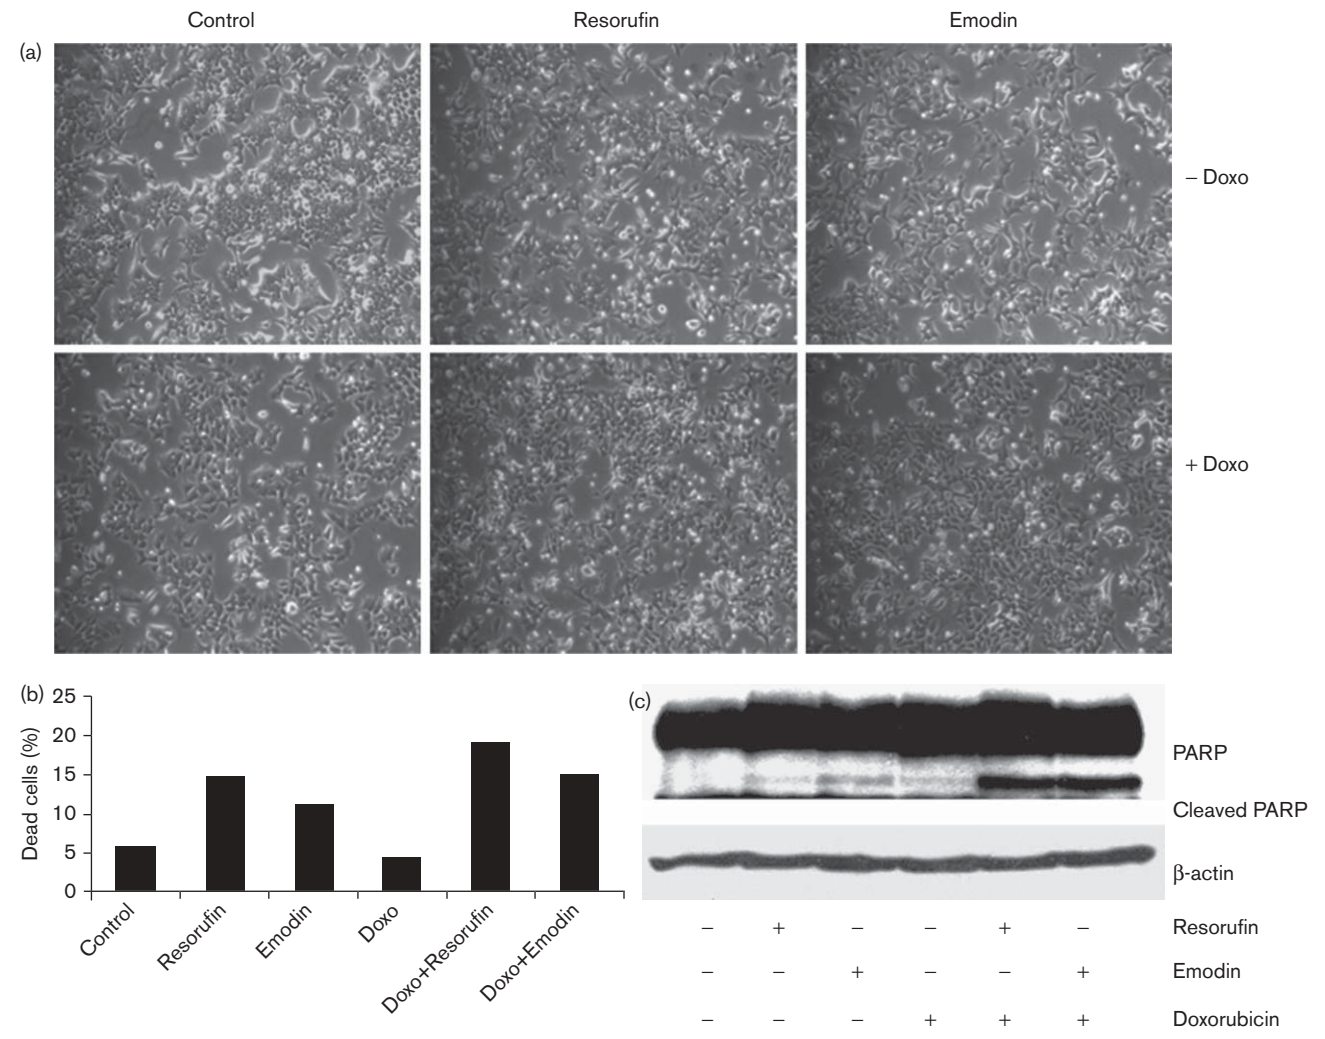 Control Resorufin Emodin
(a)
– Doxo
+ Doxo
(b)
Dead cells (%)
25
20
15
10
5
0
Control
Resorufin
Emodin
Doxo
Doxo+Resorufin
Doxo+Emodin
(c)
PARP
Cleaved PARP
β-actin
– + – – + – Resorufin
– – + – – + Emodin
– – – + + + Doxorubicin